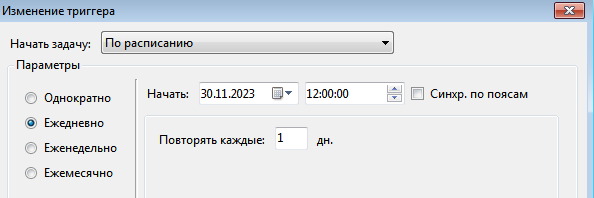 Изменение триггера
Начать задачу: По расписанию
Параметры
Однократно
Ежедневно
Еженедельно
Ежемесячно
Начать: 30.11.2023 12:00:00 Синхр. по поясам
Повторять каждые: 1 дн.